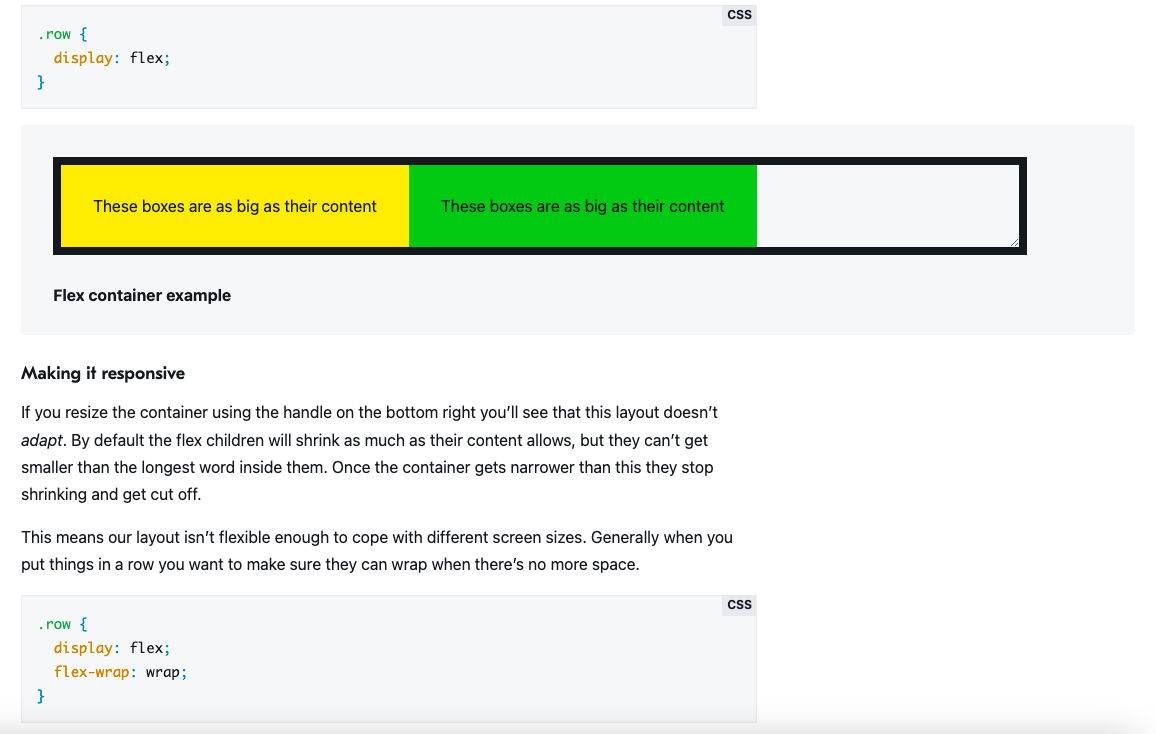 CSS
.row {
display: flex;
}
These boxes are as big as their content
These boxes are as big as their content
Flex container example
Making it responsive
If you resize the container using the handle on the bottom right you’ll see that this layout doesn’t
adapt. By default the flex children will shrink as much as their content allows, but they can’t get
smaller than the longest word inside them. Once the container gets narrower than this they stop
shrinking and get cut off.
This means our layout isn’t flexible enough to cope with different screen sizes. Generally when you
put things in a row you want to make sure they can wrap when there’s no more space.
CSS
.row {
display: flex;
flex-wrap: wrap;
}